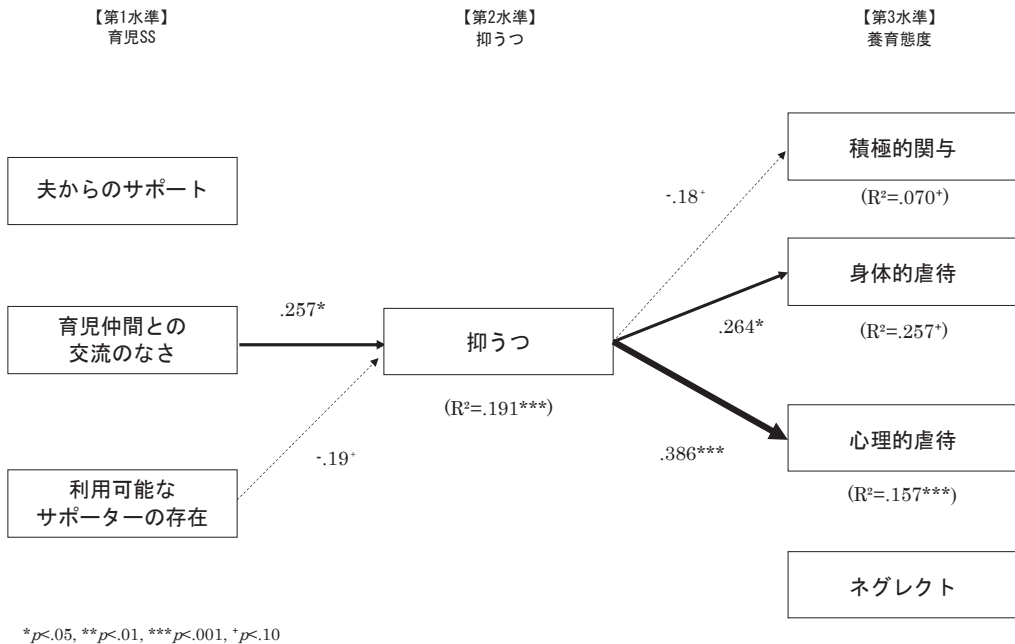 【第1水準】
育児SS
【第2水準】
抑うつ
【第3水準】
養育態度
夫からのサポート
育児仲間との
交流のなさ
利用可能な
サポーターの存在
.257*
-.19⁺
抑うつ
(R²=.191***)
-.18⁺
.264*
.386***
積極的関与
(R²=.070⁺)
身体的虐待
(R²=.257⁺)
心理的虐待
(R²=.157***)
ネグレクト
*p<.05, **p<.01, ***p<.001, ⁺p<.10